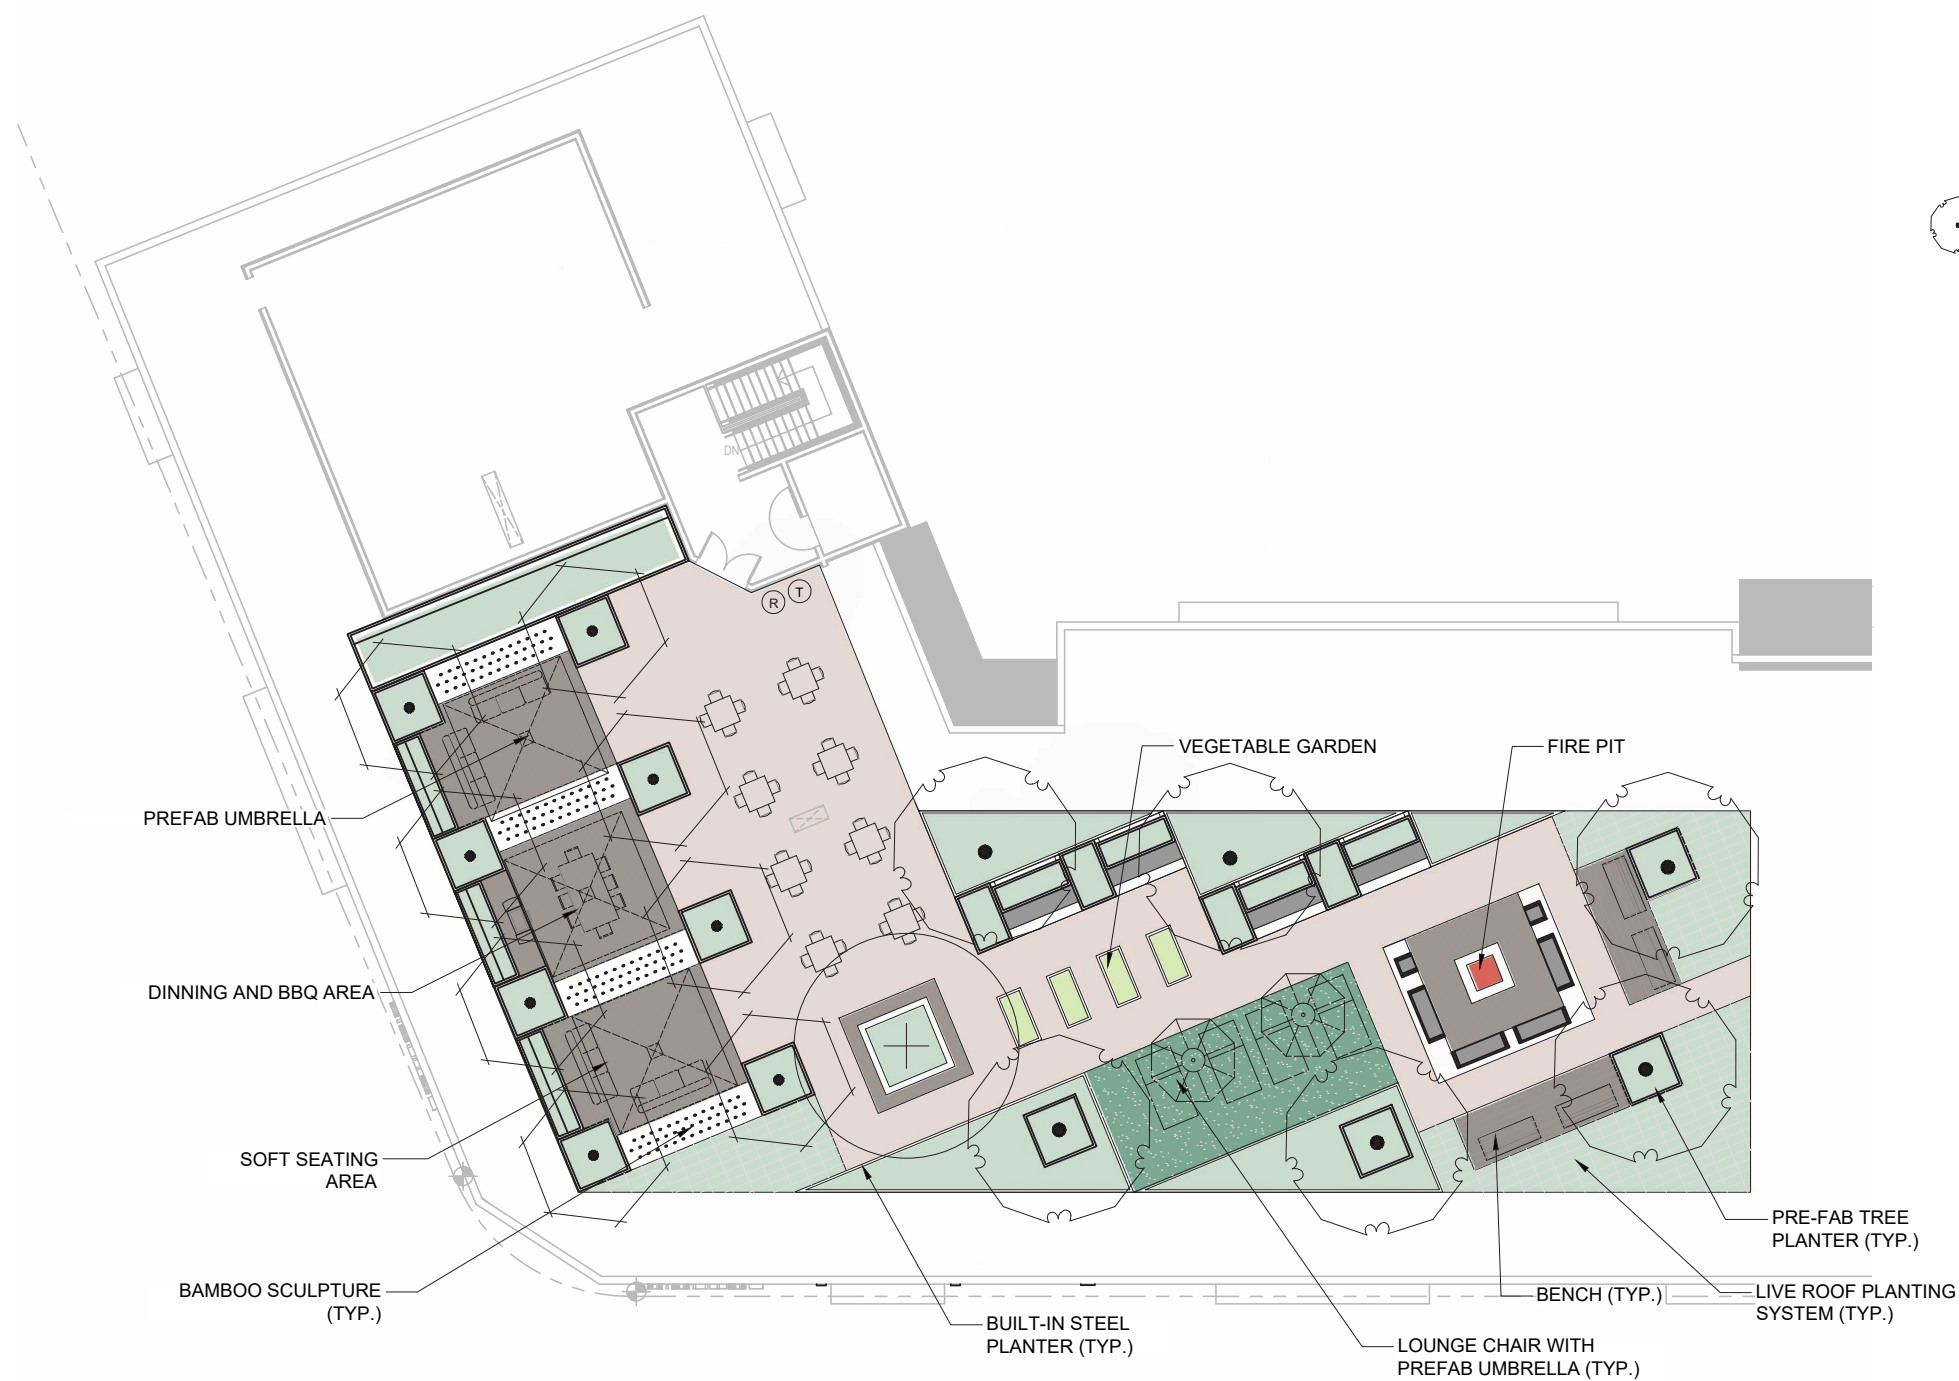 DN
R
T
VEGETABLE GARDEN
FIRE PIT
PREFAB UMBRELLA
DINNING AND BBQ AREA
SOFT SEATING
AREA
BAMBOO SCULPTURE
(TYP.)
BUILT-IN STEEL
PLANTER (TYP.)
LOUNGE CHAIR WITH
PREFAB UMBRELLA (TYP.)
BENCH (TYP.)
PRE-FAB TREE
PLANTER (TYP.)
LIVE ROOF PLANTING
SYSTEM (TYP.)